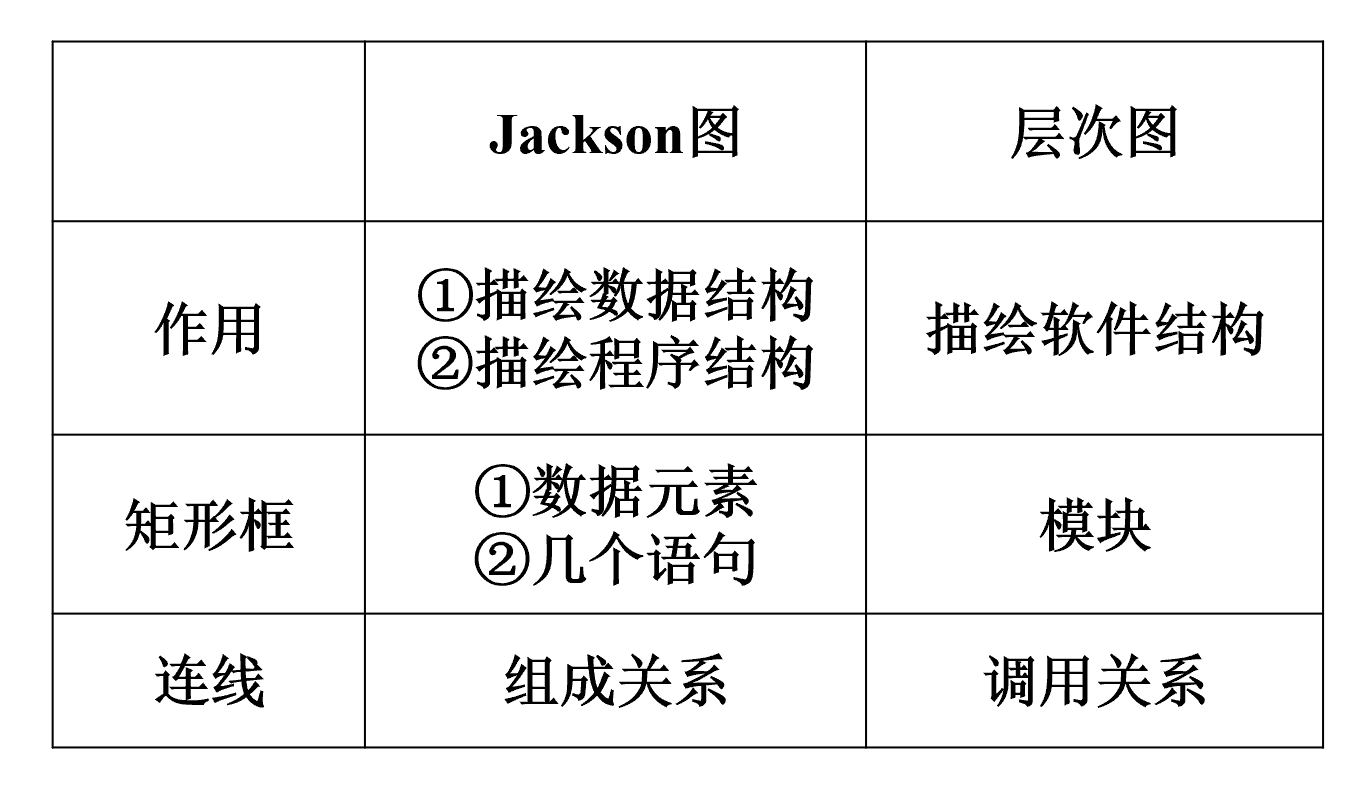 Jackson图
层次图
作用
①描绘数据结构
②描绘程序结构
描绘软件结构
矩形框
①数据元素
②几个语句
模块
连线
组成关系
调用关系